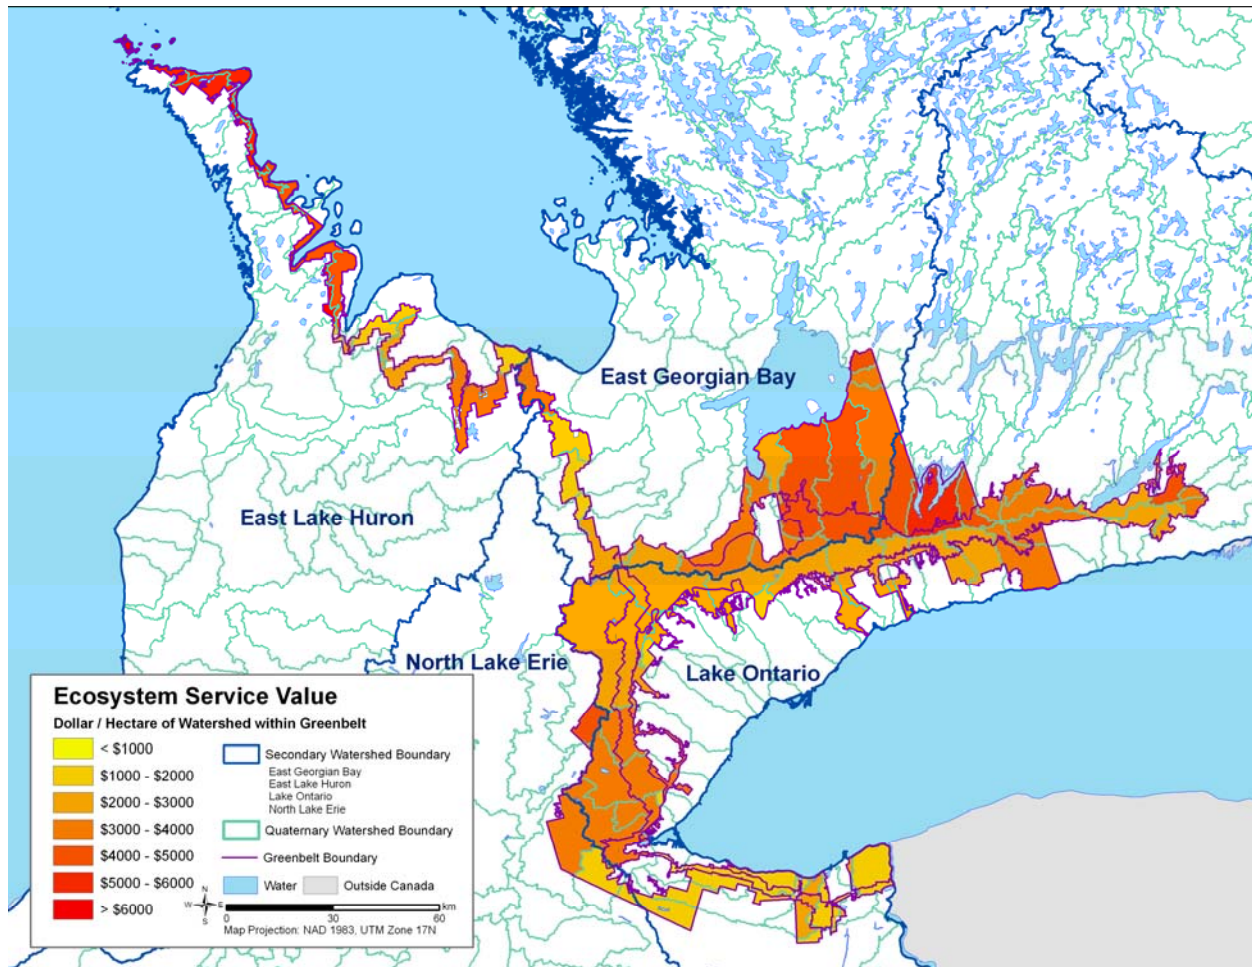 East Georgian Bay
East Lake Huron
North Lake Erie
Lake Ontario
Ecosystem Service Value
Dollar / Hectare of Watershed within Greenbelt
< $1000
$1000 - $2000
$2000 - $3000
$3000 - $4000
$4000 - $5000
$5000 - $6000
> $6000
Secondary Watershed Boundary
East Georgian Bay
East Lake Huron
Lake Ontario
North Lake Erie
Quaternary Watershed Boundary
Greenbelt Boundary
Water
Outside Canada
N
W
E
S
0
30
60
km
Map Projection: NAD 1983, UTM Zone 17N